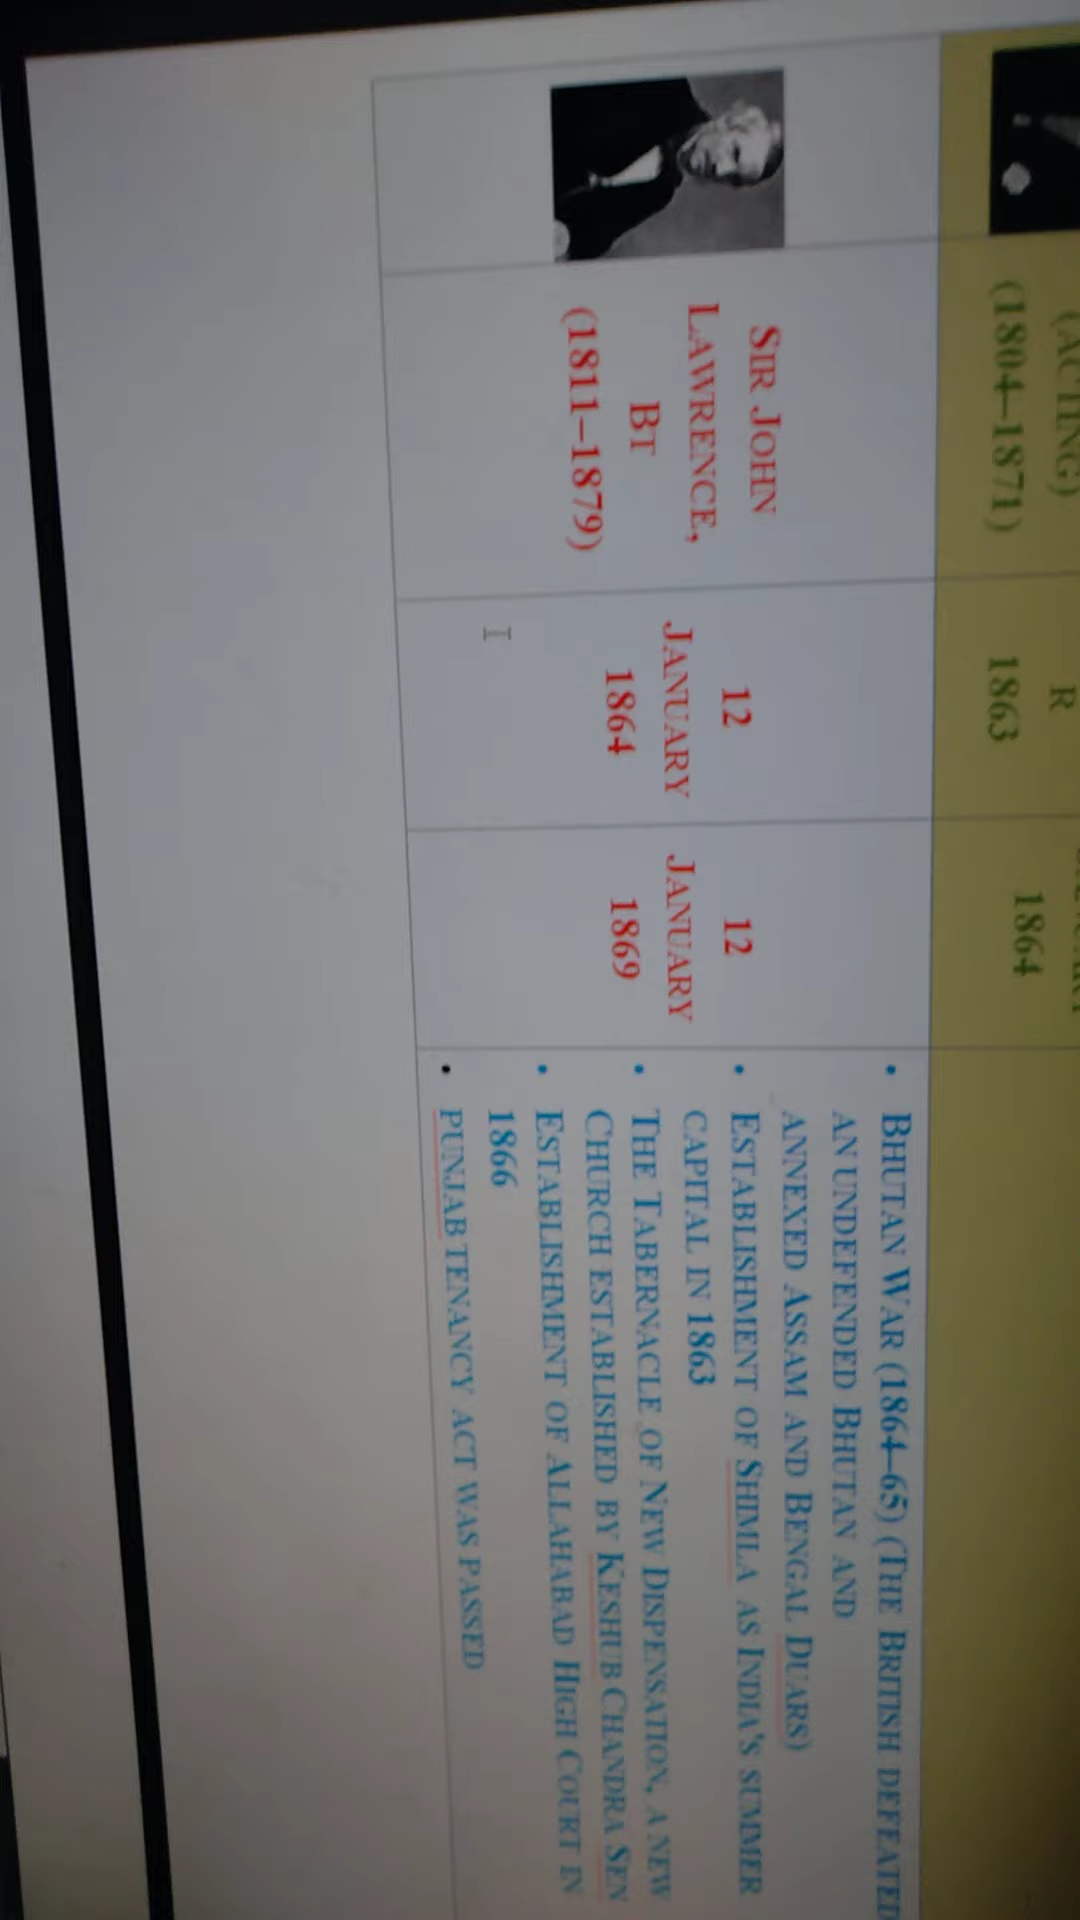 (ACTING)
(1804–1871)
R
1863
1864
SIR JOHN
LAWRENCE,
BT
(1811–1879)
12
JANUARY
1864
12
JANUARY
1869
• BHUTAN WAR (1864–65) (THE BRITISH DEFEATED
AN UNDEFENDED BHUTAN AND
ANNEXED ASSAM AND BENGAL DUARS)
• ESTABLISHMENT OF SHIMLA AS INDIA'S SUMMER
CAPITAL IN 1863
• THE TABERNACLE OF NEW DISPENSATION, A NEW
CHURCH ESTABLISHED BY KESHUB CHANDRA SEN
• ESTABLISHMENT OF ALLAHABAD HIGH COURT IN
1866
• PUNJAB TENANCY ACT WAS PASSED